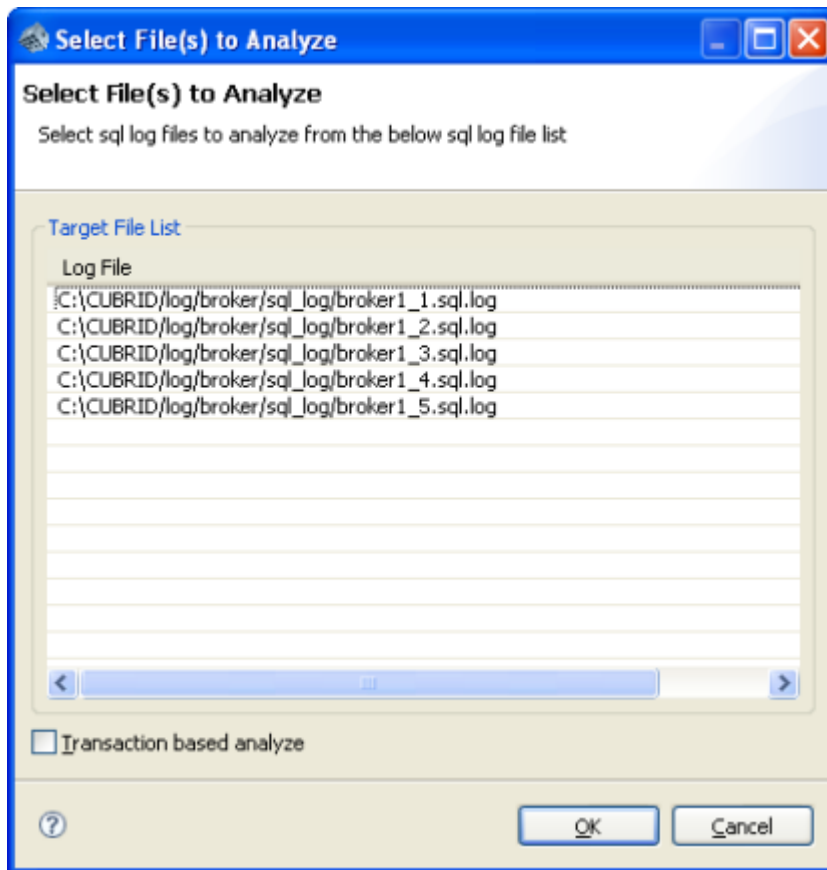 Select File(s) to Analyze
Select File(s) to Analyze
Select sql log files to analyze from the below sql log file list
Target File List
Log File
C:\CUBRID/log/broker/sql_log/broker1_1.sql.log
C:\CUBRID/log/broker/sql_log/broker1_2.sql.log
C:\CUBRID/log/broker/sql_log/broker1_3.sql.log
C:\CUBRID/log/broker/sql_log/broker1_4.sql.log
C:\CUBRID/log/broker/sql_log/broker1_5.sql.log
Transaction based analyze
? OK Cancel